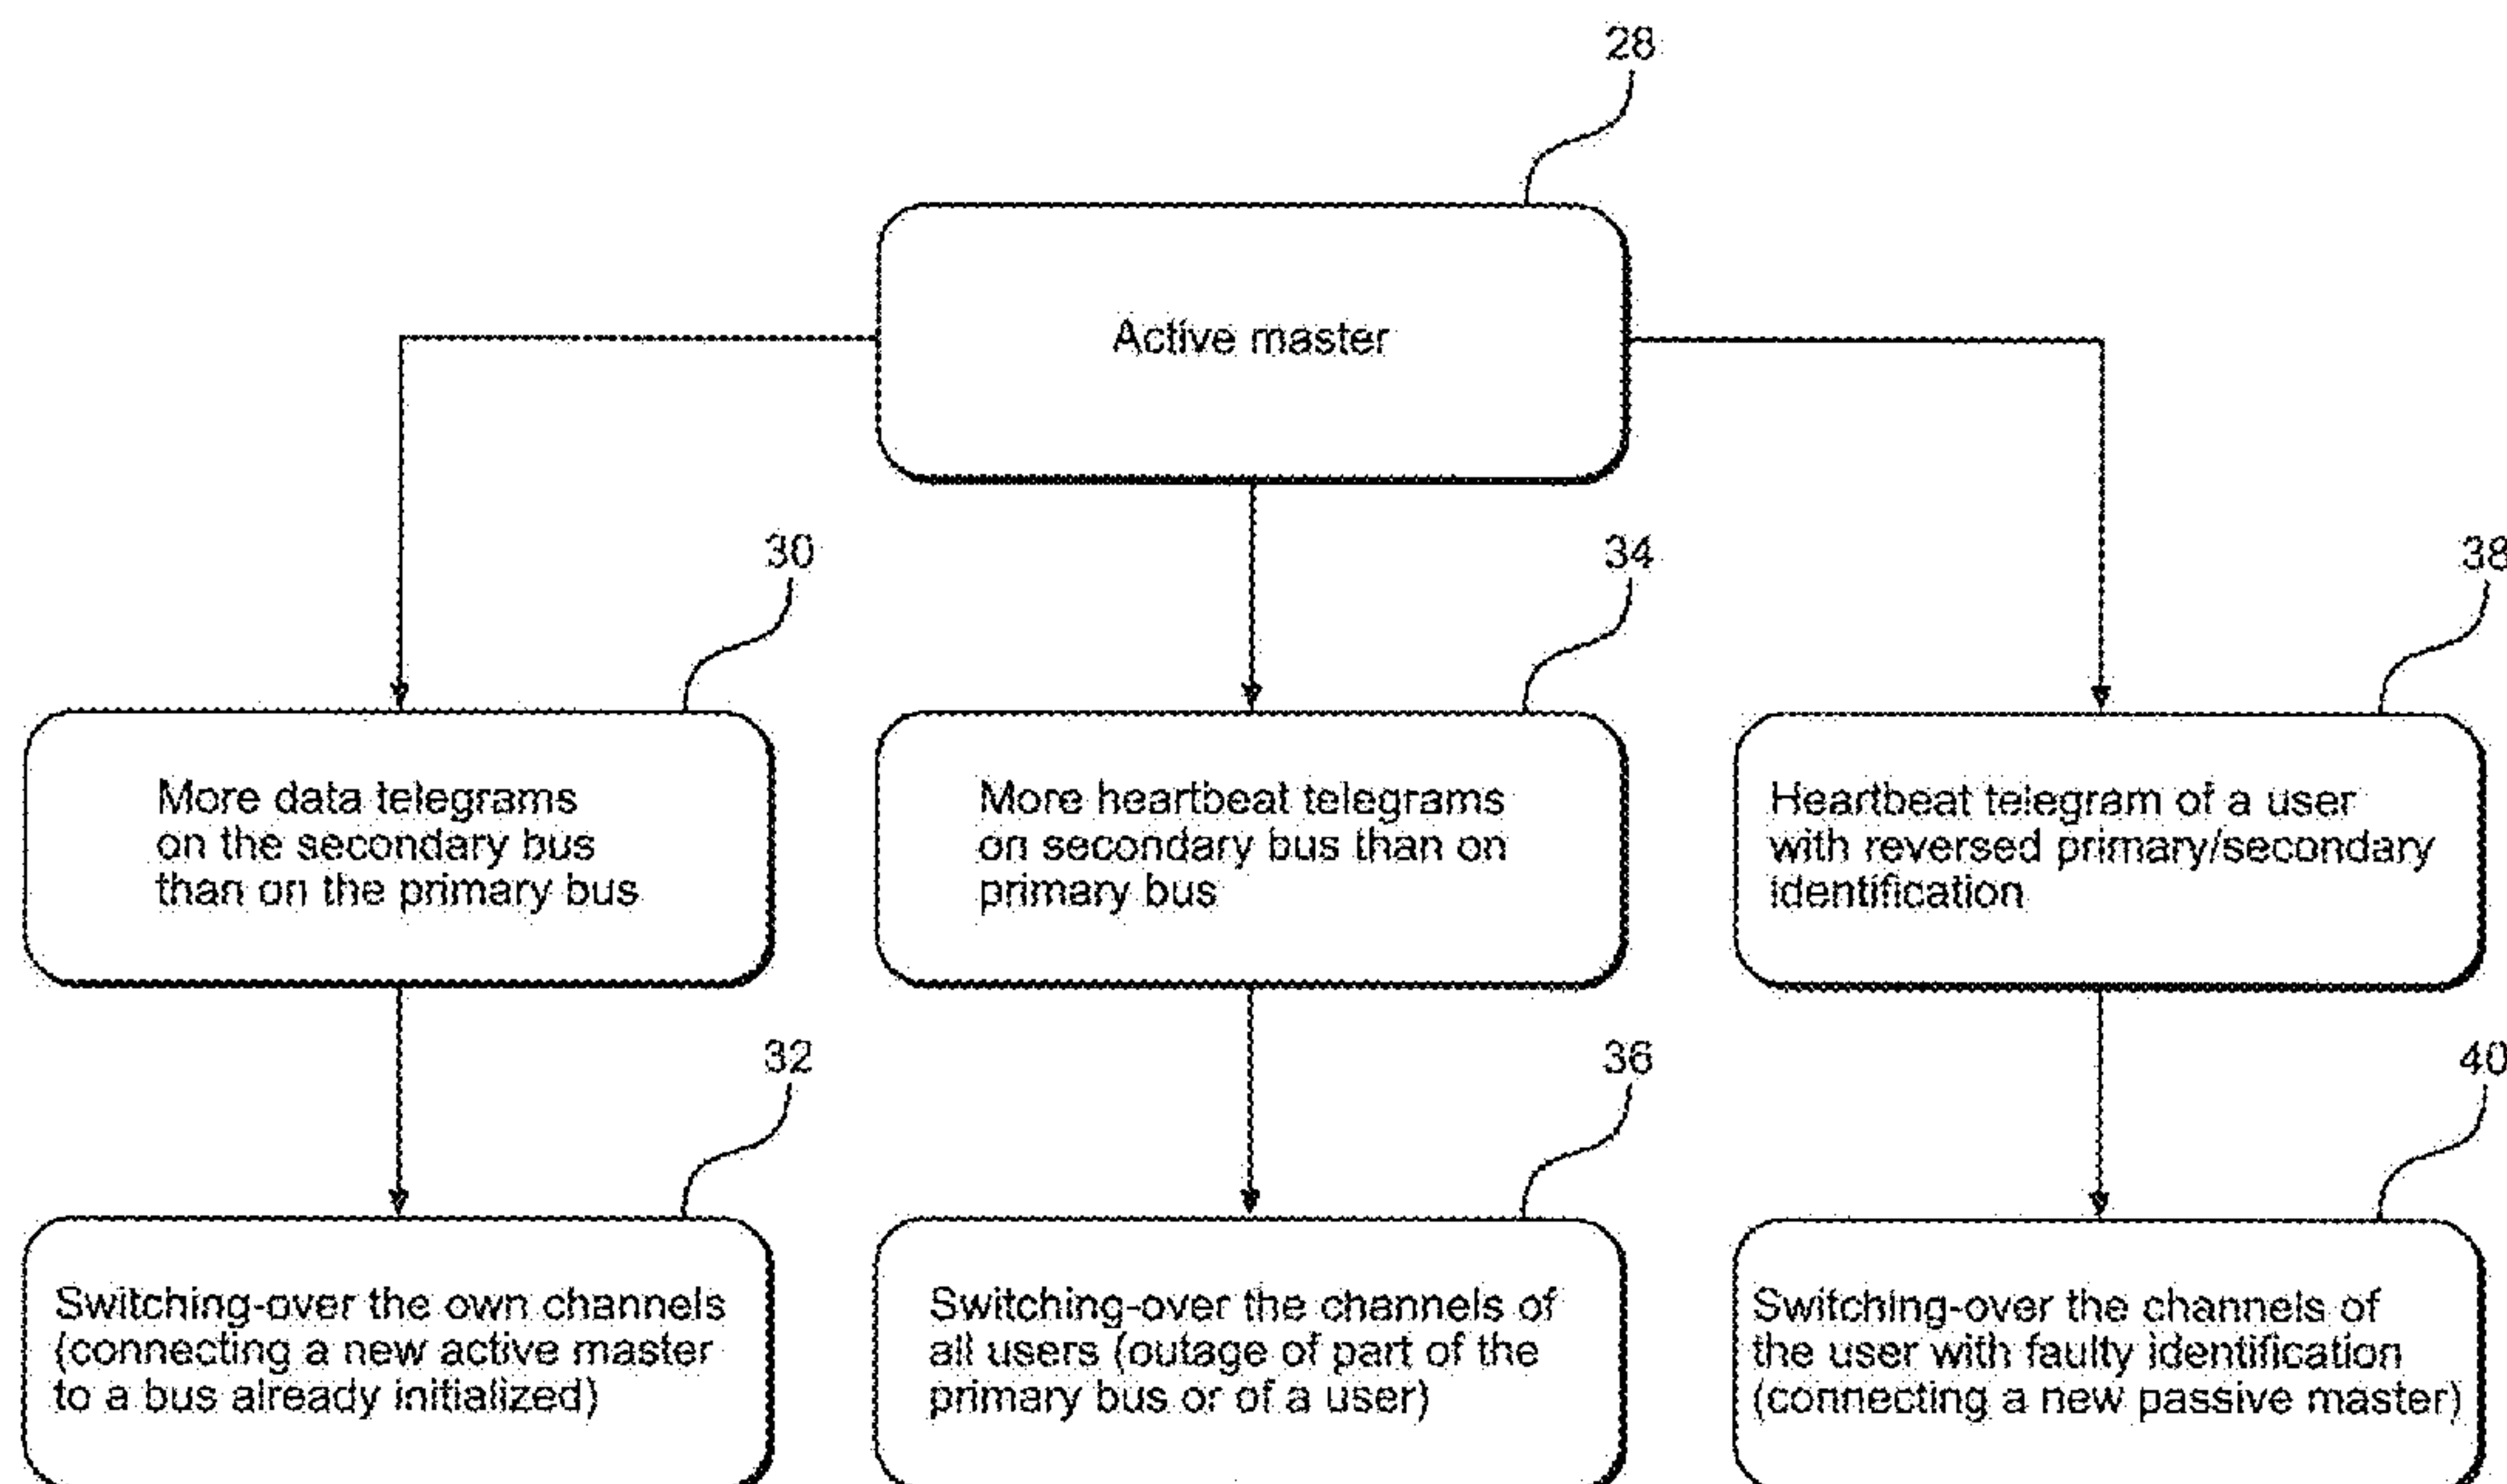 28
Active master
30
34
38
More data telegrams
on the secondary bus
than on the primary bus
More heartbeat telegrams
on secondary bus than on
primary bus
Heartbeat telegram of a user
with reversed primary/secondary
identification
32
36
40
Switching-over the own channels
(connecting a new active master
to a bus already initialized)
Switching-over the channels of
all users (outage of part of the
primary bus or of a user)
Switching-over the channels of
the user with faulty identification
(connecting a new passive master)